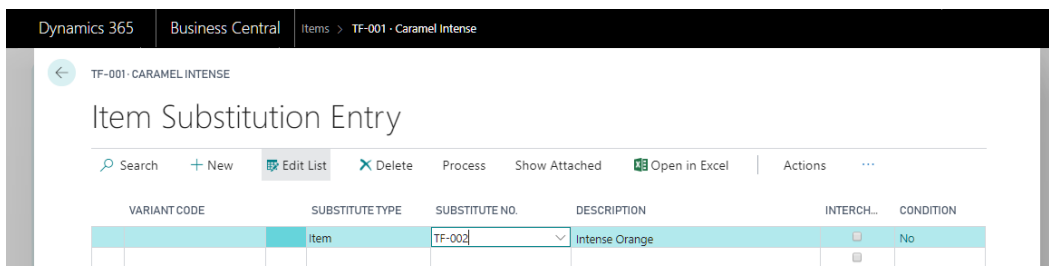 Dynamics 365 Business Central Items > TF-001 · Caramel Intense
TF-001 · CARAMEL INTENSE
Item Substitution Entry
Search + New Edit List Delete Process Show Attached Open in Excel Actions ...
VARIANT CODE SUBSTITUTE TYPE SUBSTITUTE NO. DESCRIPTION INTERCH... CONDITION
Item TF-002 Intense Orange No